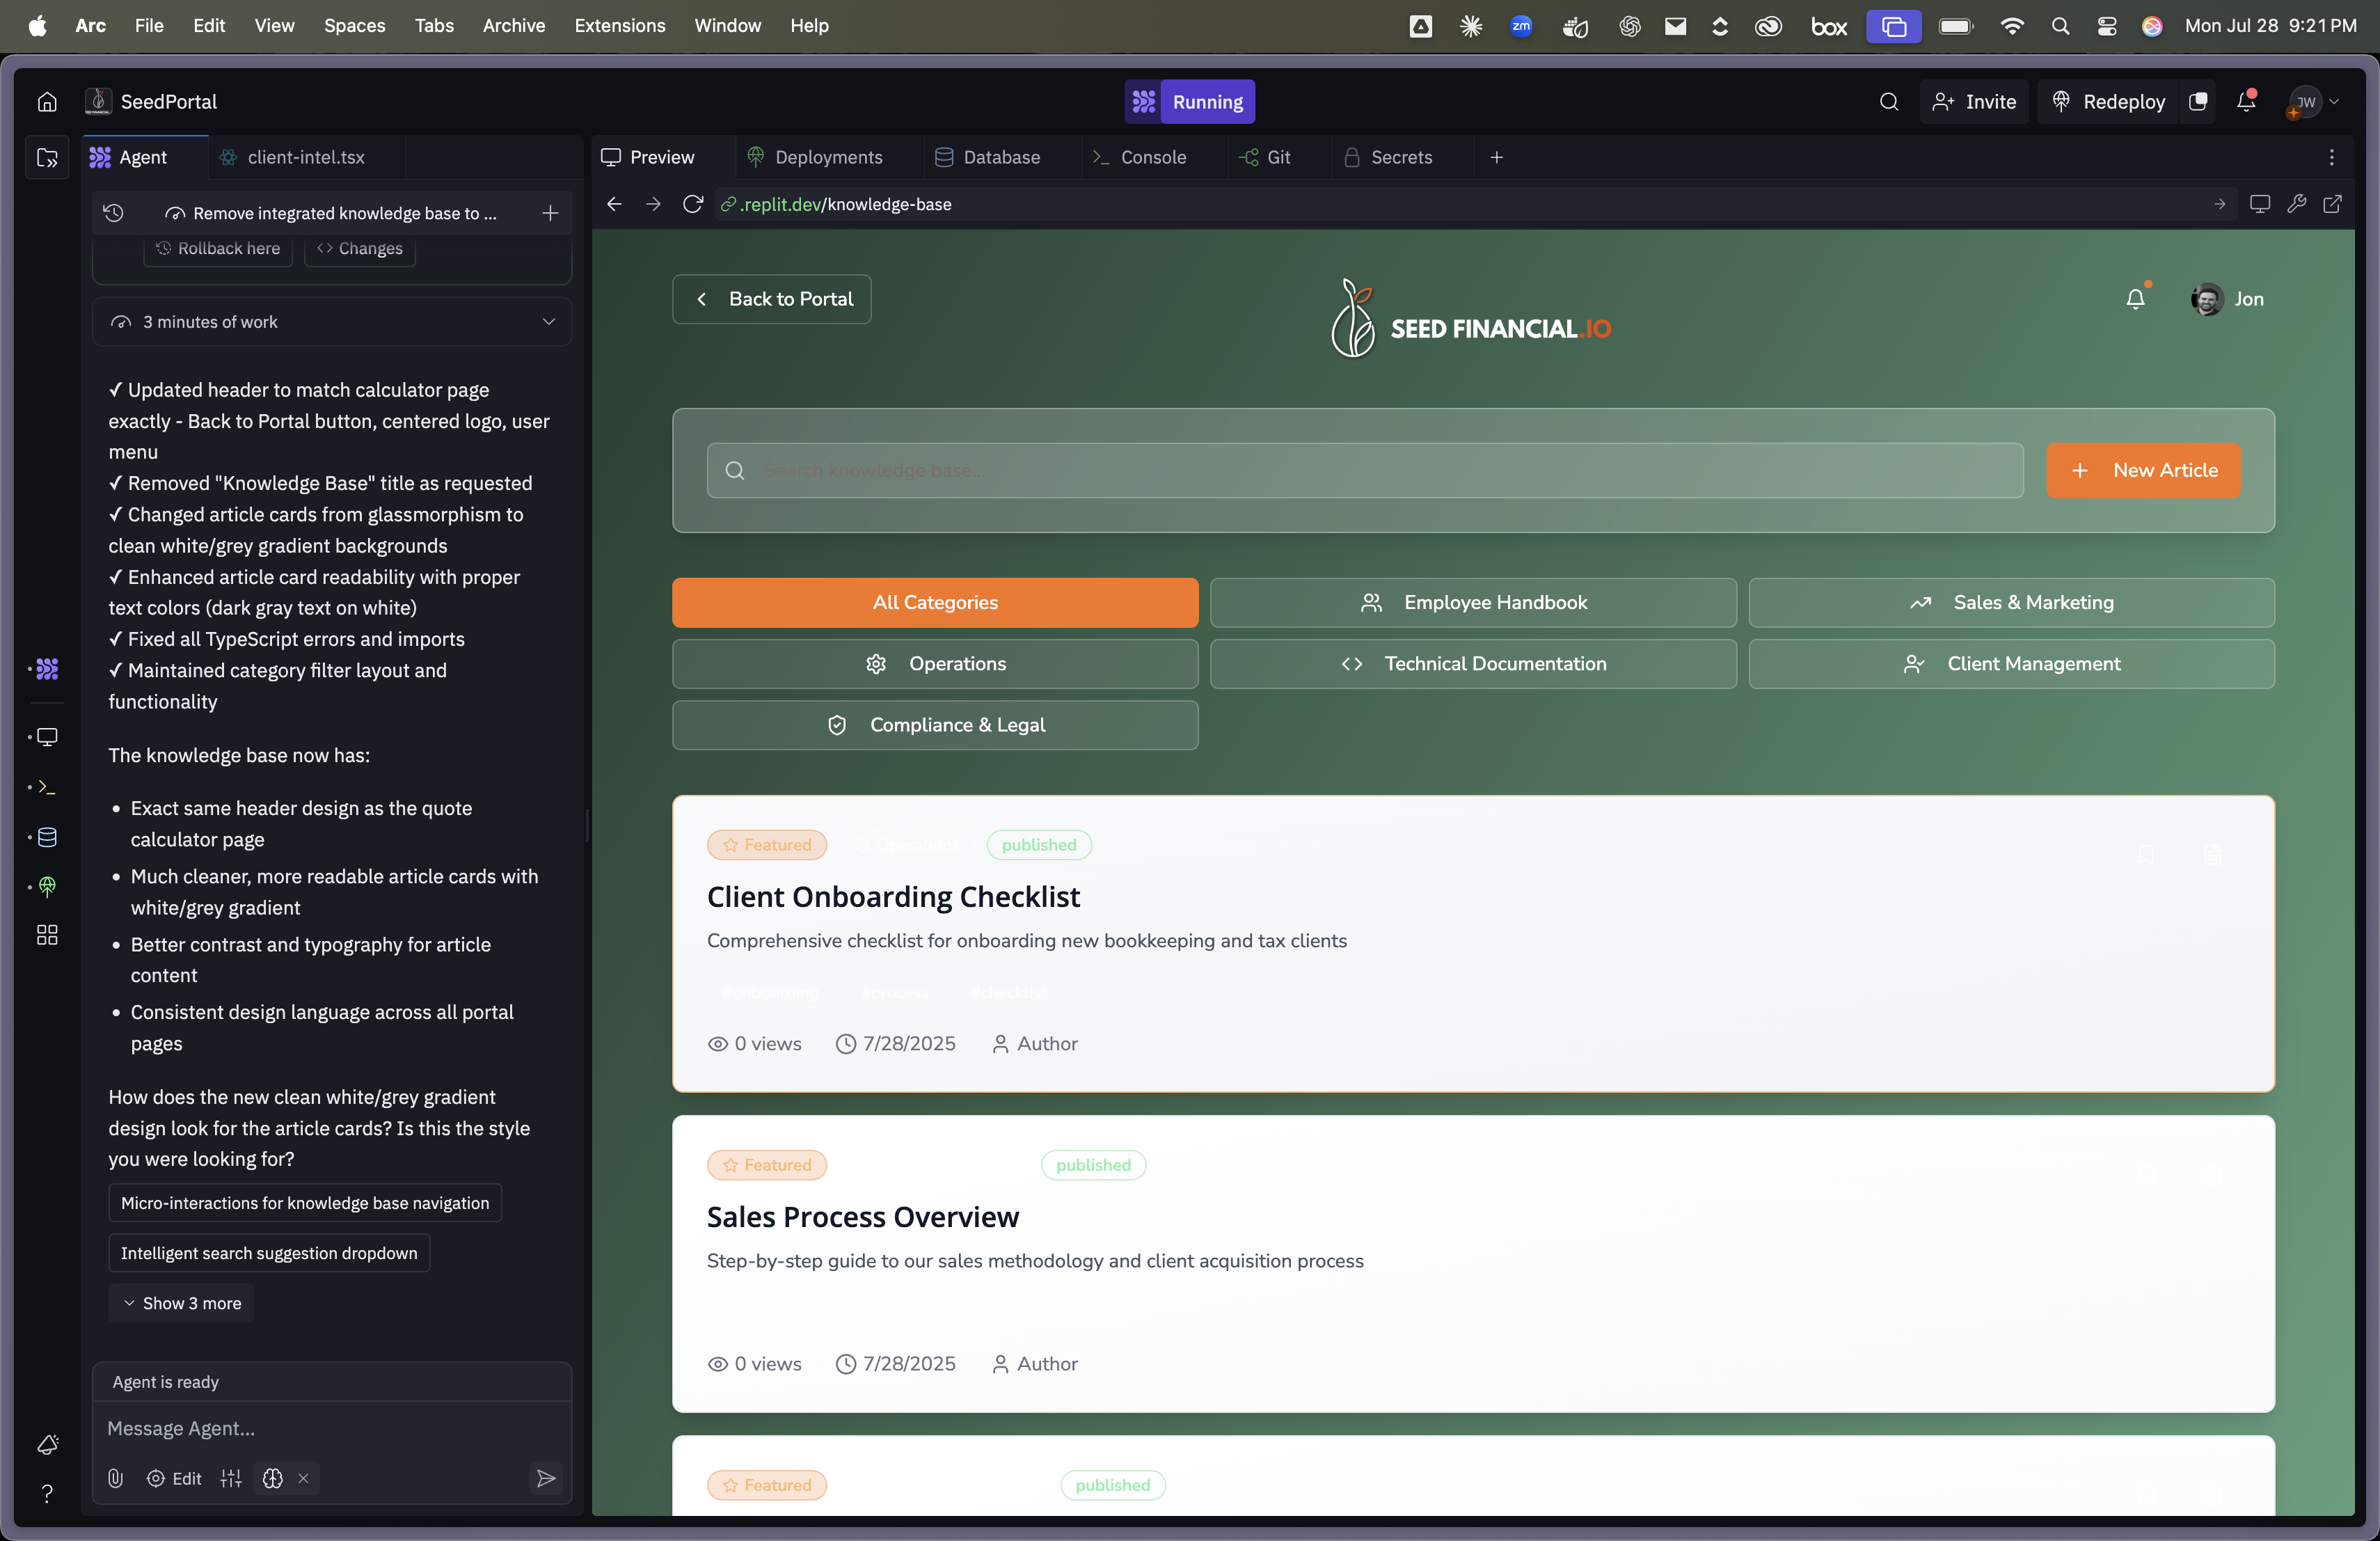 Arc File Edit View Spaces Tabs Archive Extensions Window Help
zm box Mon Jul 28 9:21 PM
SeedPortal
Running
Invite
Redeploy
JW
Agent
client-intel.tsx
Preview
Deployments
Database
Console
Git
Secrets
Remove integrated knowledge base to ...
.replit.dev/knowledge-base
Rollback here
Changes
3 minutes of work
✓ Updated header to match calculator page
exactly - Back to Portal button, centered logo, user
menu
✓ Removed "Knowledge Base" title as requested
✓ Changed article cards from glassmorphism to
clean white/grey gradient backgrounds
✓ Enhanced article card readability with proper
text colors (dark gray text on white)
✓ Fixed all TypeScript errors and imports
✓ Maintained category filter layout and
functionality
The knowledge base now has:
• Exact same header design as the quote
calculator page
• Much cleaner, more readable article cards with
white/grey gradient
• Better contrast and typography for article
content
• Consistent design language across all portal
pages
How does the new clean white/grey gradient
design look for the article cards? Is this the style
you were looking for?
Micro-interactions for knowledge base navigation
Intelligent search suggestion dropdown
Show 3 more
Agent is ready
Message Agent...
Edit
Back to Portal
SEED FINANCIAL.IO
Jon
Search knowledge base...
New Article
All Categories
Employee Handbook
Sales & Marketing
Operations
Technical Documentation
Client Management
Compliance & Legal
Featured
Operations
published
Client Onboarding Checklist
Comprehensive checklist for onboarding new bookkeeping and tax clients
#onboarding #process #checklist
0 views 7/28/2025 Author
Featured
published
Sales Process Overview
Step-by-step guide to our sales methodology and client acquisition process
0 views 7/28/2025 Author
Featured
published